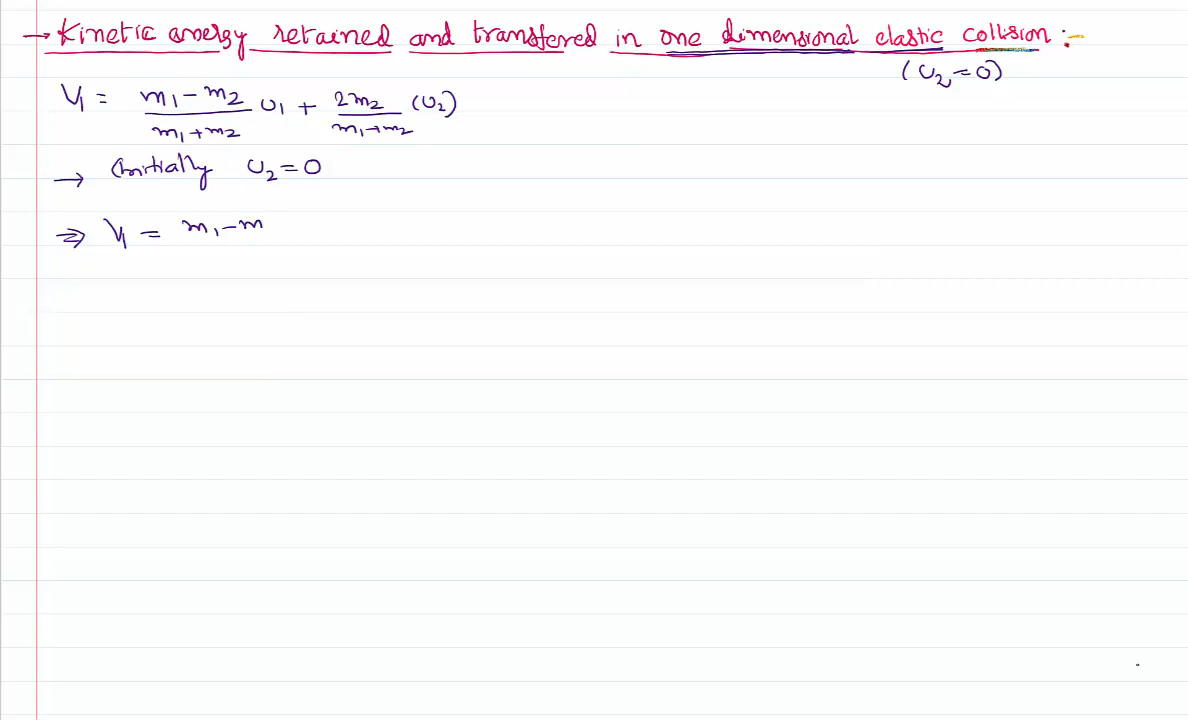 → Kinetic energy retained and transferred in one dimensional elastic collision :-
(U₂=0)
V₁ = (m₁-m₂)/(m₁+m₂) U₁ + 2m₂/(m₁+m₂) (U₂)
→ Initially U₂=0
⇒ V₁ = m₁-m